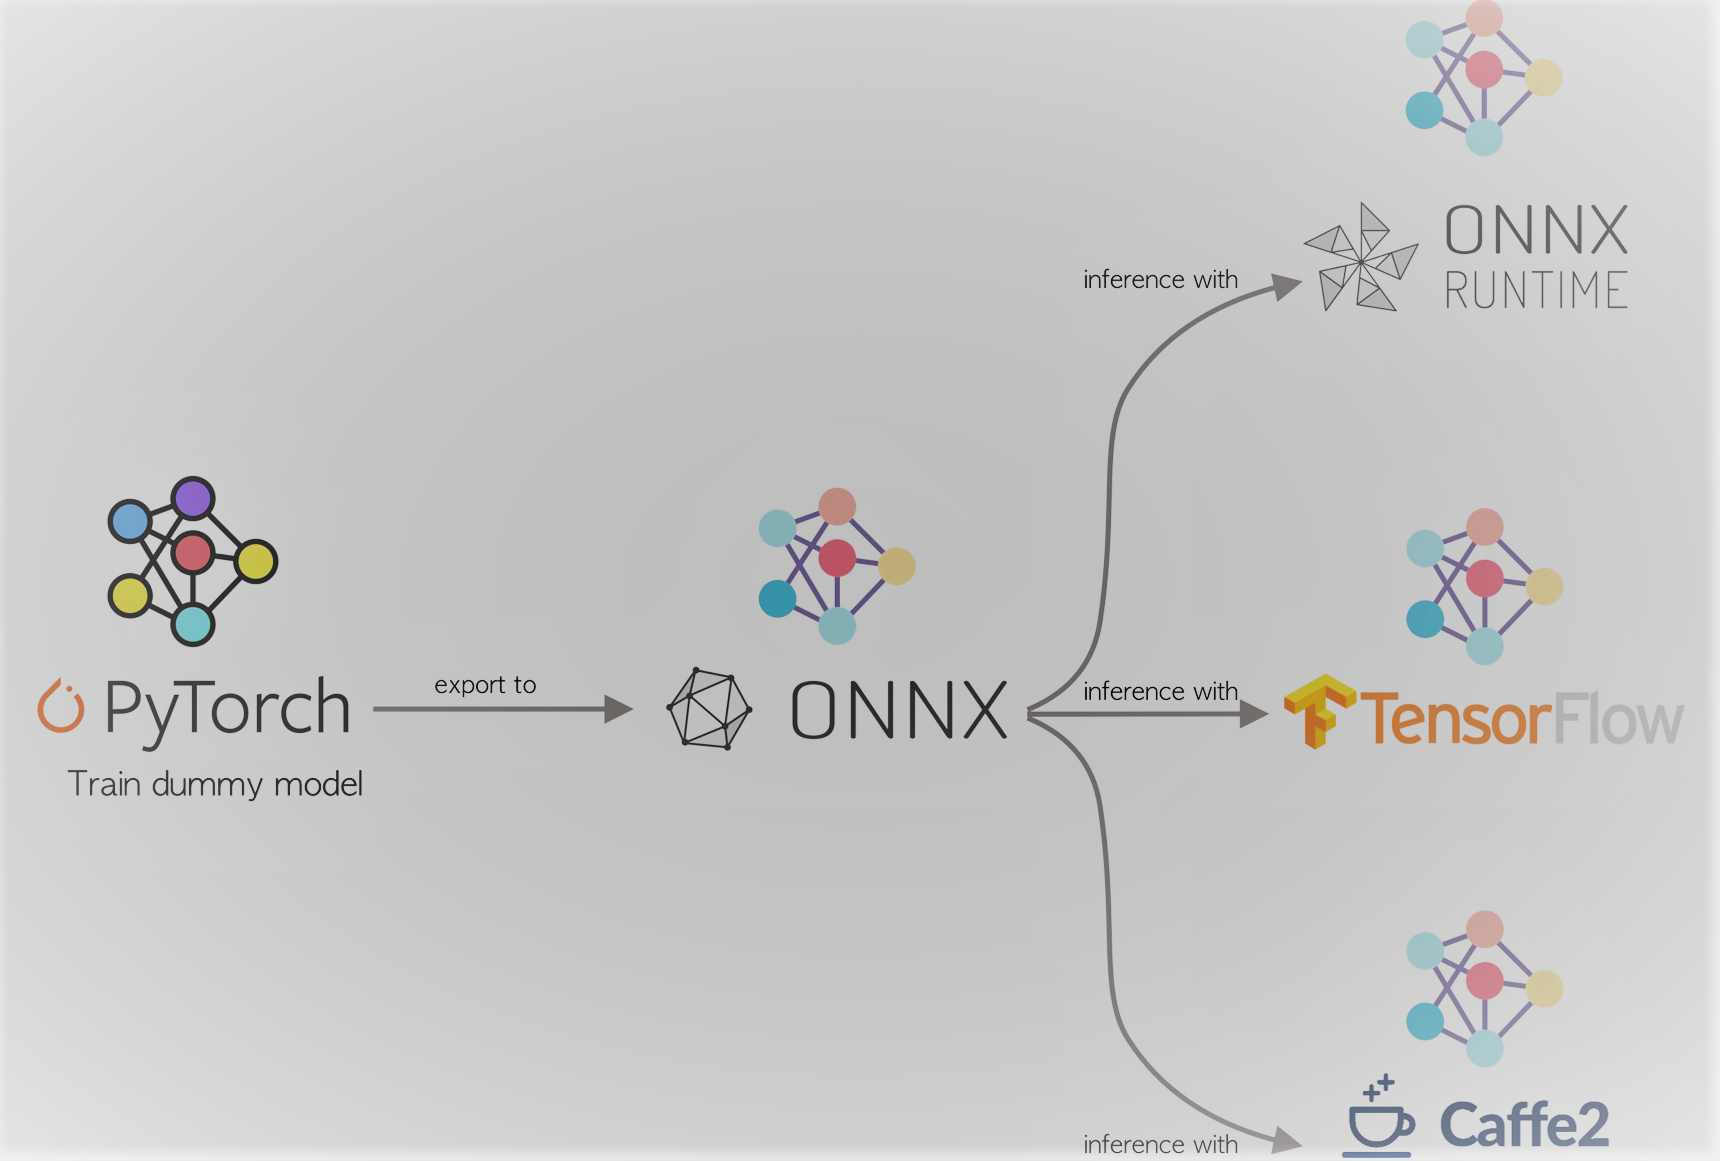 PyTorch
Train dummy model
export to
ONNX
inference with
ONNX
RUNTIME
inference with
TensorFlow
inference with
Caffe2